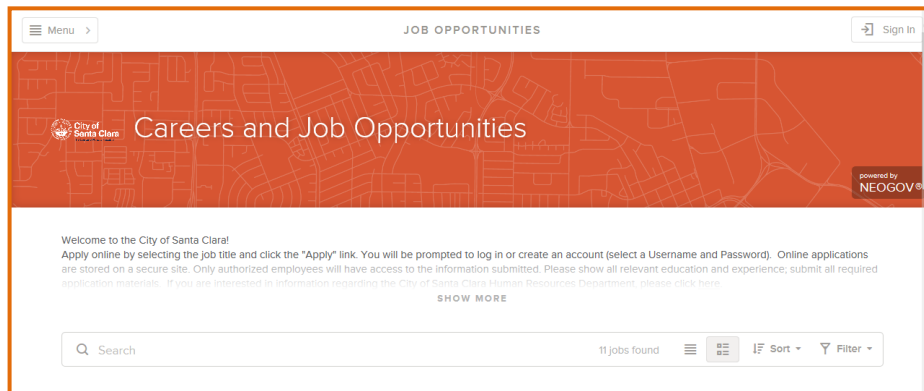 Menu >
JOB OPPORTUNITIES
Sign In
City of
Santa Clara
Careers and Job Opportunities
powered by
NEOGOV®
Welcome to the City of Santa Clara!
Apply online by selecting the job title and click the "Apply" link. You will be prompted to log in or create an account (select a Username and Password). Online applications
are stored on a secure site. Only authorized employees will have access to the information submitted. Please show all relevant education and experience; submit all required
application materials. If you are interested in information regarding the City of Santa Clara Human Resources Department, please click here
SHOW MORE
Search
11 jobs found
Sort
Filter